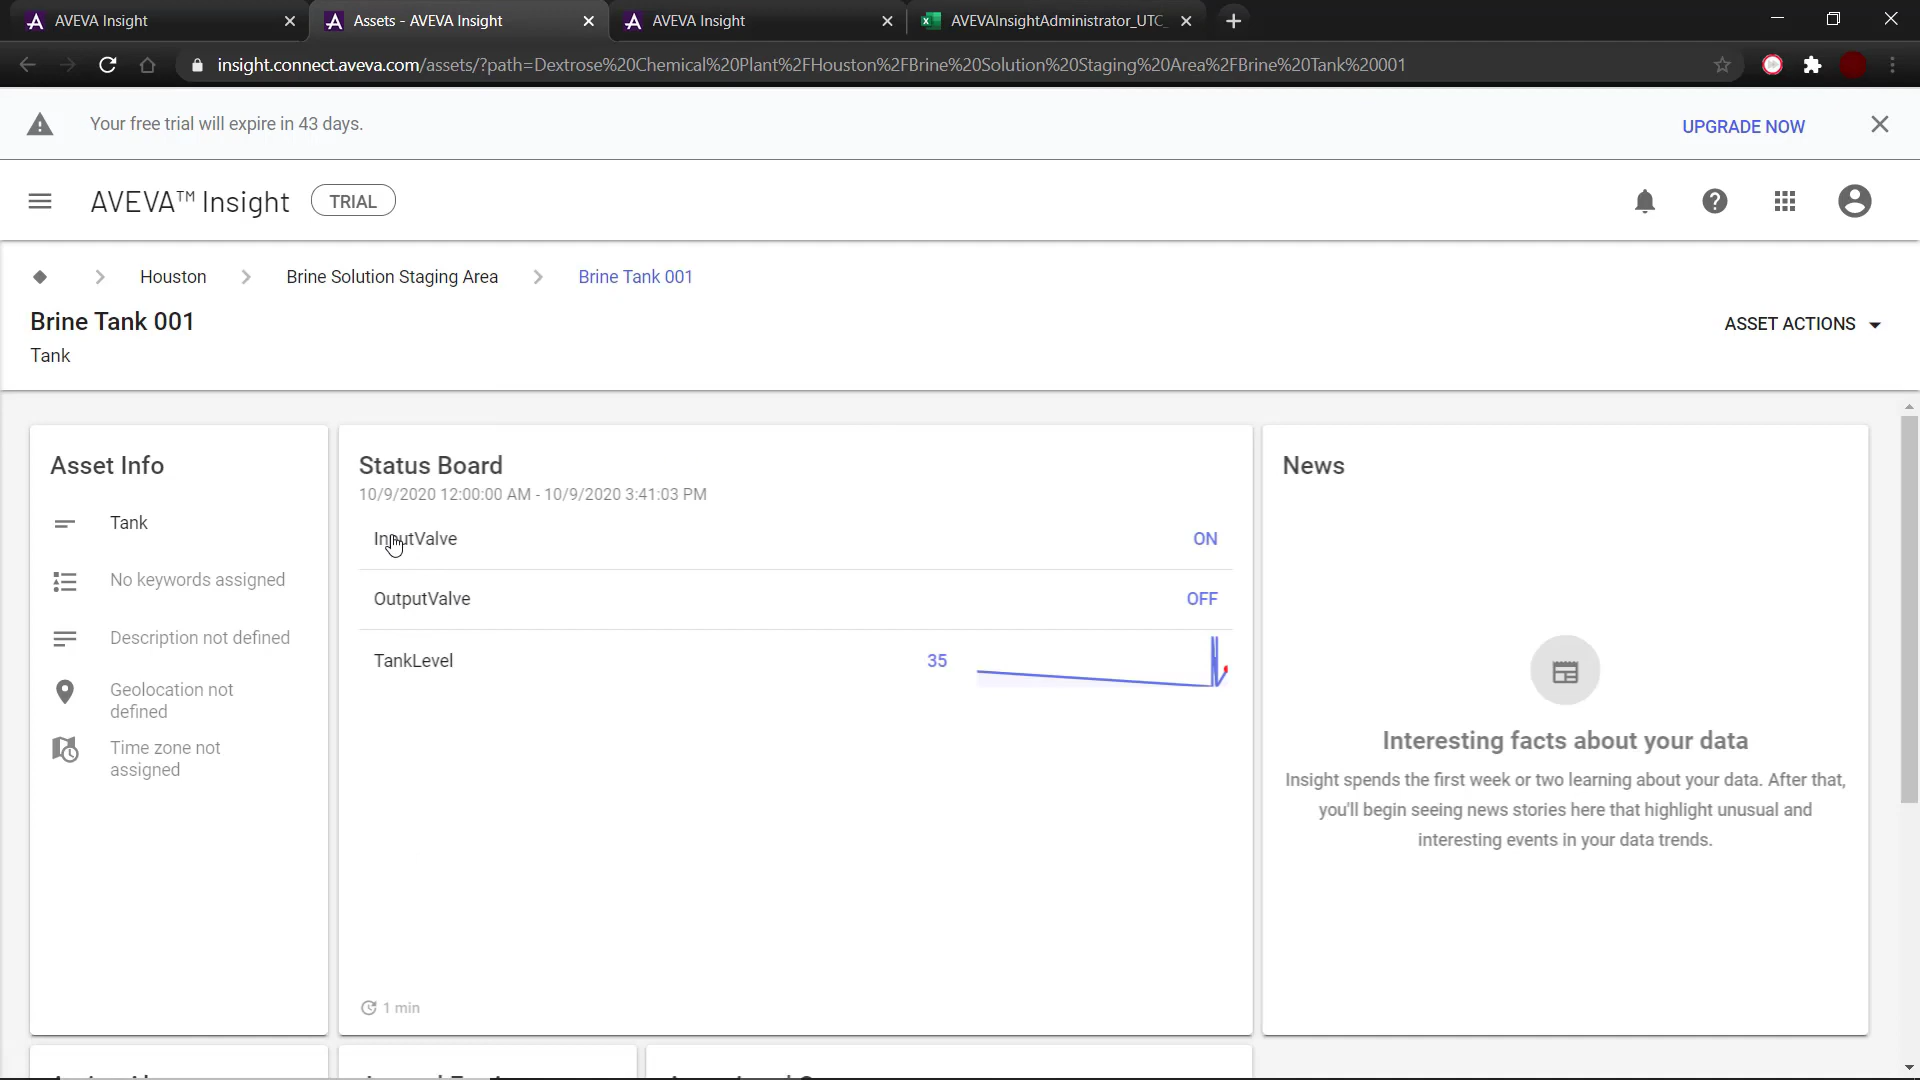 AVEVA Insight
Assets - AVEVA Insight
AVEVA Insight
AVEVAInsightAdministrator_UTC_
insight.connect.aveva.com/assets/?path=Dextrose%20Chemical%20Plant%2FHouston%2FBrine%20Solution%20Staging%20Area%2FBrine%20Tank%20001
Your free trial will expire in 43 days.
UPGRADE NOW
AVEVA™ Insight
TRIAL
Houston
Brine Solution Staging Area
Brine Tank 001
Brine Tank 001
ASSET ACTIONS
Tank
Asset Info
Tank
No keywords assigned
Description not defined
Geolocation not
defined
Time zone not
assigned
Status Board
10/9/2020 12:00:00 AM - 10/9/2020 3:41:03 PM
InputValve
ON
OutputValve
OFF
TankLevel
35
1 min
News
Interesting facts about your data
Insight spends the first week or two learning about your data. After that,
you'll begin seeing news stories here that highlight unusual and
interesting events in your data trends.